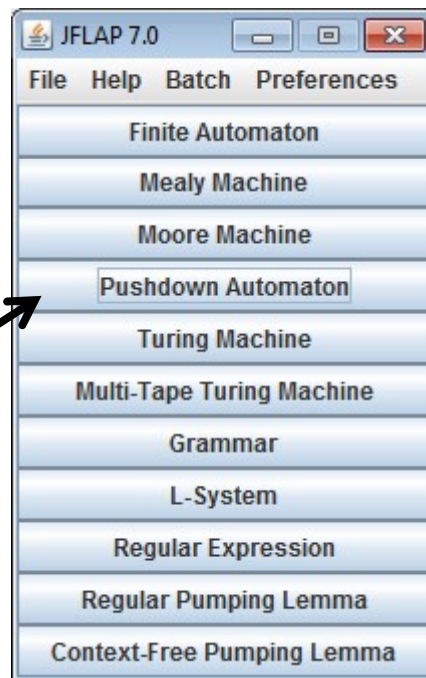 JFLAP 7.0
File Help Batch Preferences
Finite Automaton
Mealy Machine
Moore Machine
Pushdown Automaton
Turing Machine
Multi-Tape Turing Machine
Grammar
L-System
Regular Expression
Regular Pumping Lemma
Context-Free Pumping Lemma